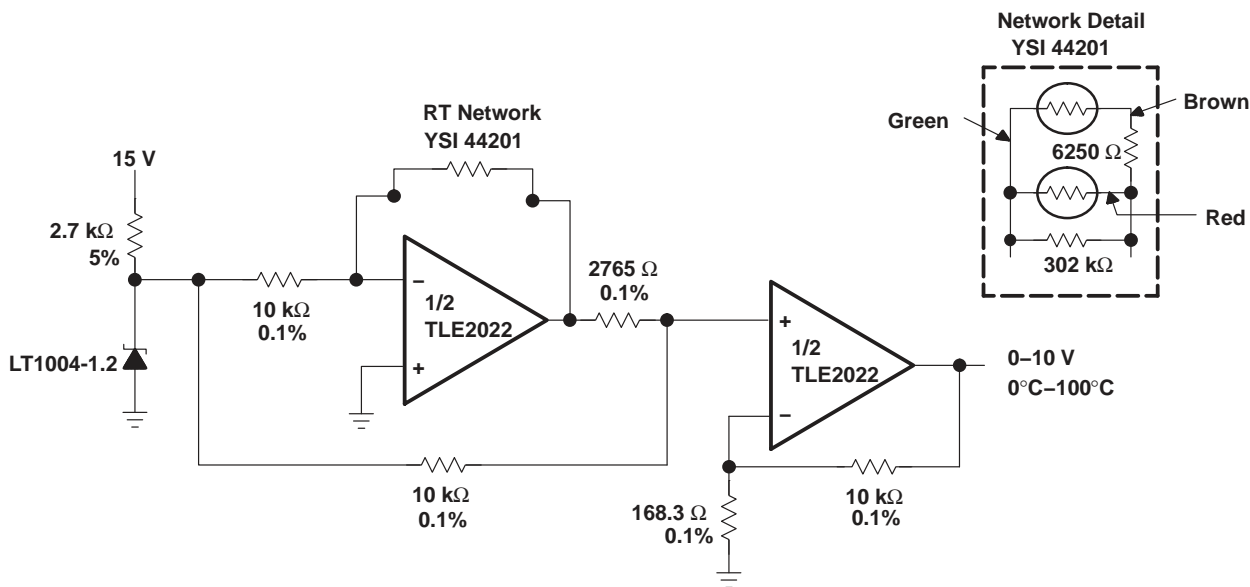 Network Detail
YSI 44201
Brown
Green
6250 Ω
Red
302 kΩ
RT Network
YSI 44201
15 V
2.7 kΩ
5%
LT1004-1.2
10 kΩ
0.1%
−
1/2
TLE2022
+
2765 Ω
0.1%
+
1/2
TLE2022
−
0–10 V
0°C–100°C
10 kΩ
0.1%
168.3 Ω
0.1%
10 kΩ
0.1%